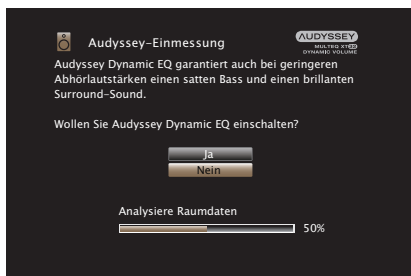 Audyssey-Einmessung
AUDYSSEY
MULTEQ XT32
DYNAMIC VOLUME
Audyssey Dynamic EQ garantiert auch bei geringeren
Abhörlautstärken einen satten Bass und einen brillanten
Surround-Sound.
Wollen Sie Audyssey Dynamic EQ einschalten?
Ja
Nein
Analysiere Raumdaten
50%